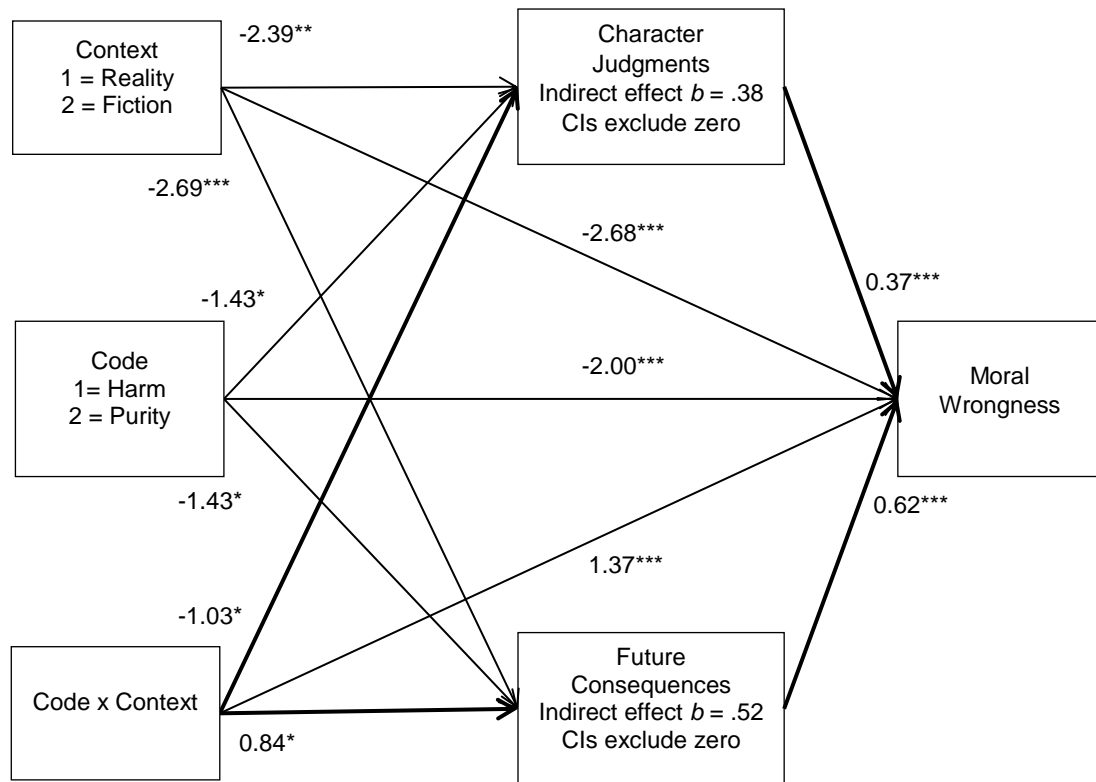 Context
1 = Reality
2 = Fiction
-2.39**
Character
Judgments
Indirect effect b = .38
CIs exclude zero
-2.69***
-2.68***
-1.43*
0.37***
Code
1= Harm
2 = Purity
-2.00***
Moral
Wrongness
-1.43*
0.62***
1.37***
-1.03*
Code x Context
0.84*
Future
Consequences
Indirect effect b = .52
CIs exclude zero